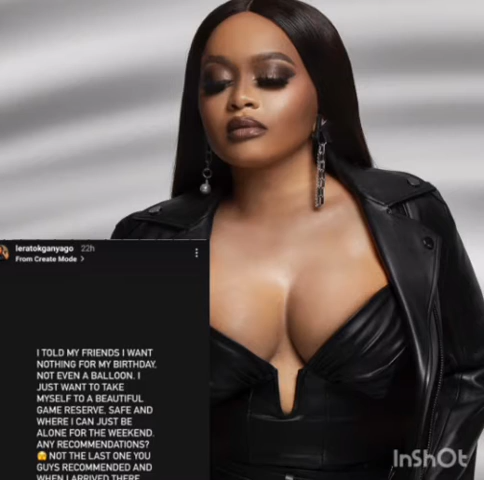 leratokganyago 22h
From Create Mode >
I TOLD MY FRIENDS I WANT
NOTHING FOR MY BIRTHDAY.
NOT EVEN A BALLOON. I
JUST WANT TO TAKE
MYSELF TO A BEAUTIFUL
GAME RESERVE. SAFE AND
WHERE I CAN JUST BE
ALONE FOR THE WEEKEND.
ANY RECOMMENDATIONS?
🫣 NOT THE LAST ONE YOU
GUYS RECOMMENDED AND
WHEN I ARRIVED THERE
InShOt